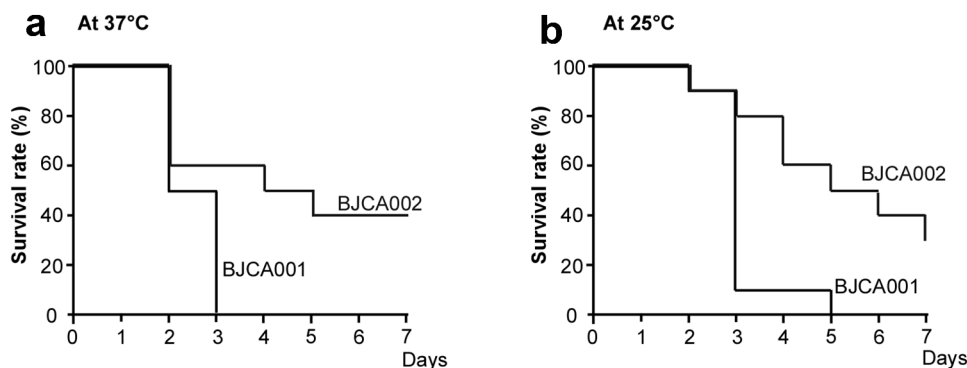 a At 37°C
Survival rate (%)
100
80
60
40
20
0
0 1 2 3 4 5 6 7
Days
BJCA002
BJCA001
b At 25°C
Survival rate (%)
100
80
60
40
20
0
0 1 2 3 4 5 6 7
Days
BJCA002
BJCA001